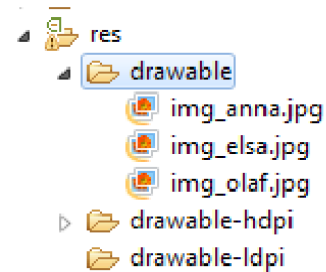 res
drawable
img_anna.jpg
img_elsa.jpg
img_olaf.jpg
drawable-hdpi
drawable-ldpi